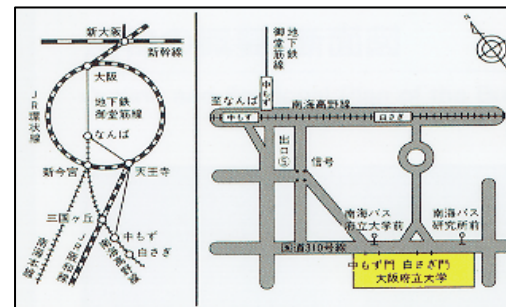 新大阪
新幹線
大阪
JR環状線
地下鉄
御堂筋線
なんば
新今宮
天王寺
三国ヶ丘
中もず
白さぎ
南海高野線
地下鉄
御堂筋線
中もず
至なんば
南海高野線
中もず
白さぎ
出口⑤
信号
南海バス
府立大学前
南海バス
研究所前
国道310号線
中もず門 白さぎ門
大阪府立大学